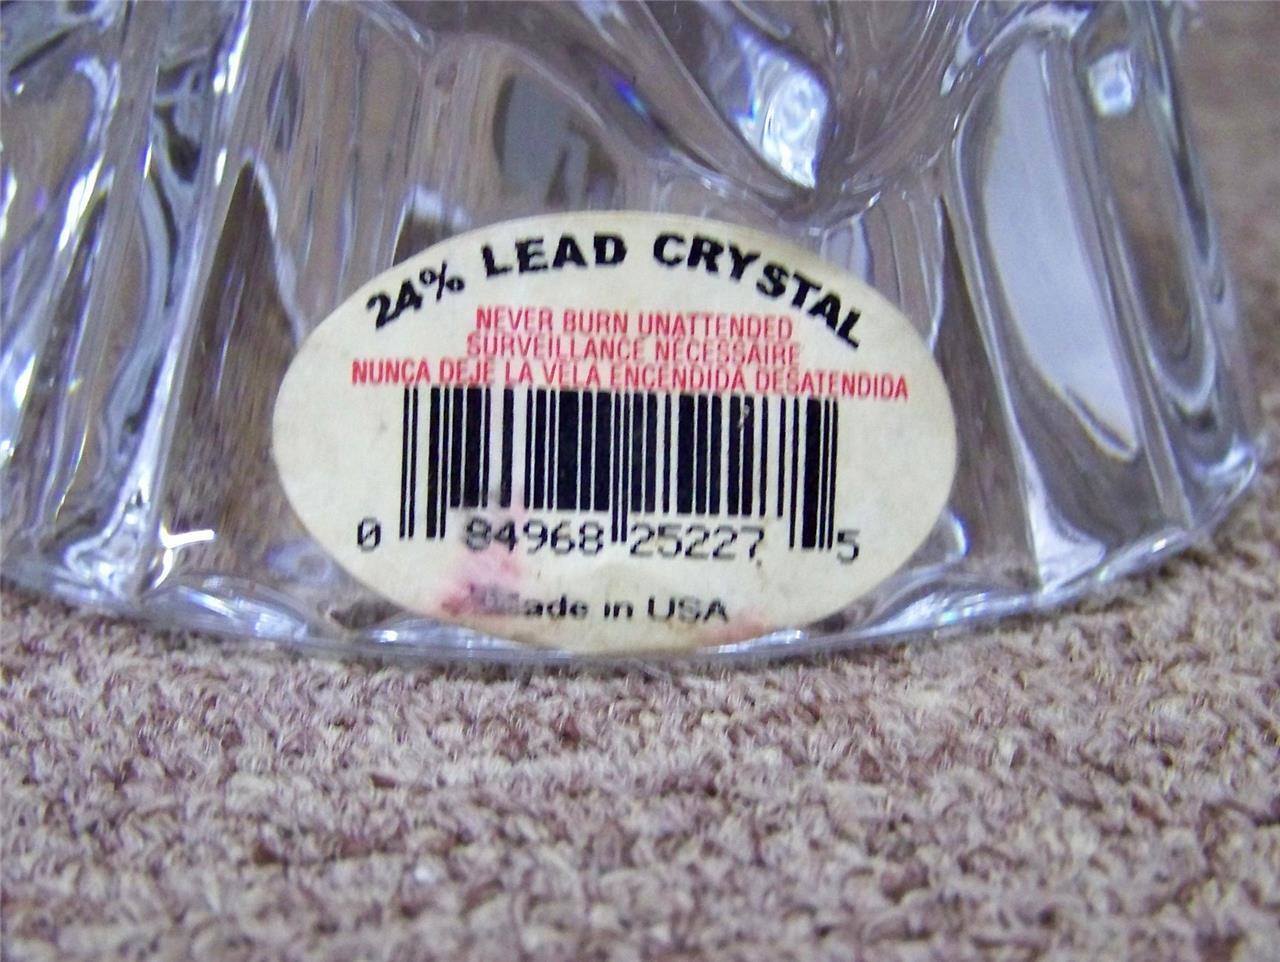 24% LEAD CRYSTAL
NEVER BURN UNATTENDED
SURVEILLANCE NECESSAIRE
NUNCA DEJE LA VELA ENCENDIDA DESATENDIDA
0 84968 25227 5
Made in USA